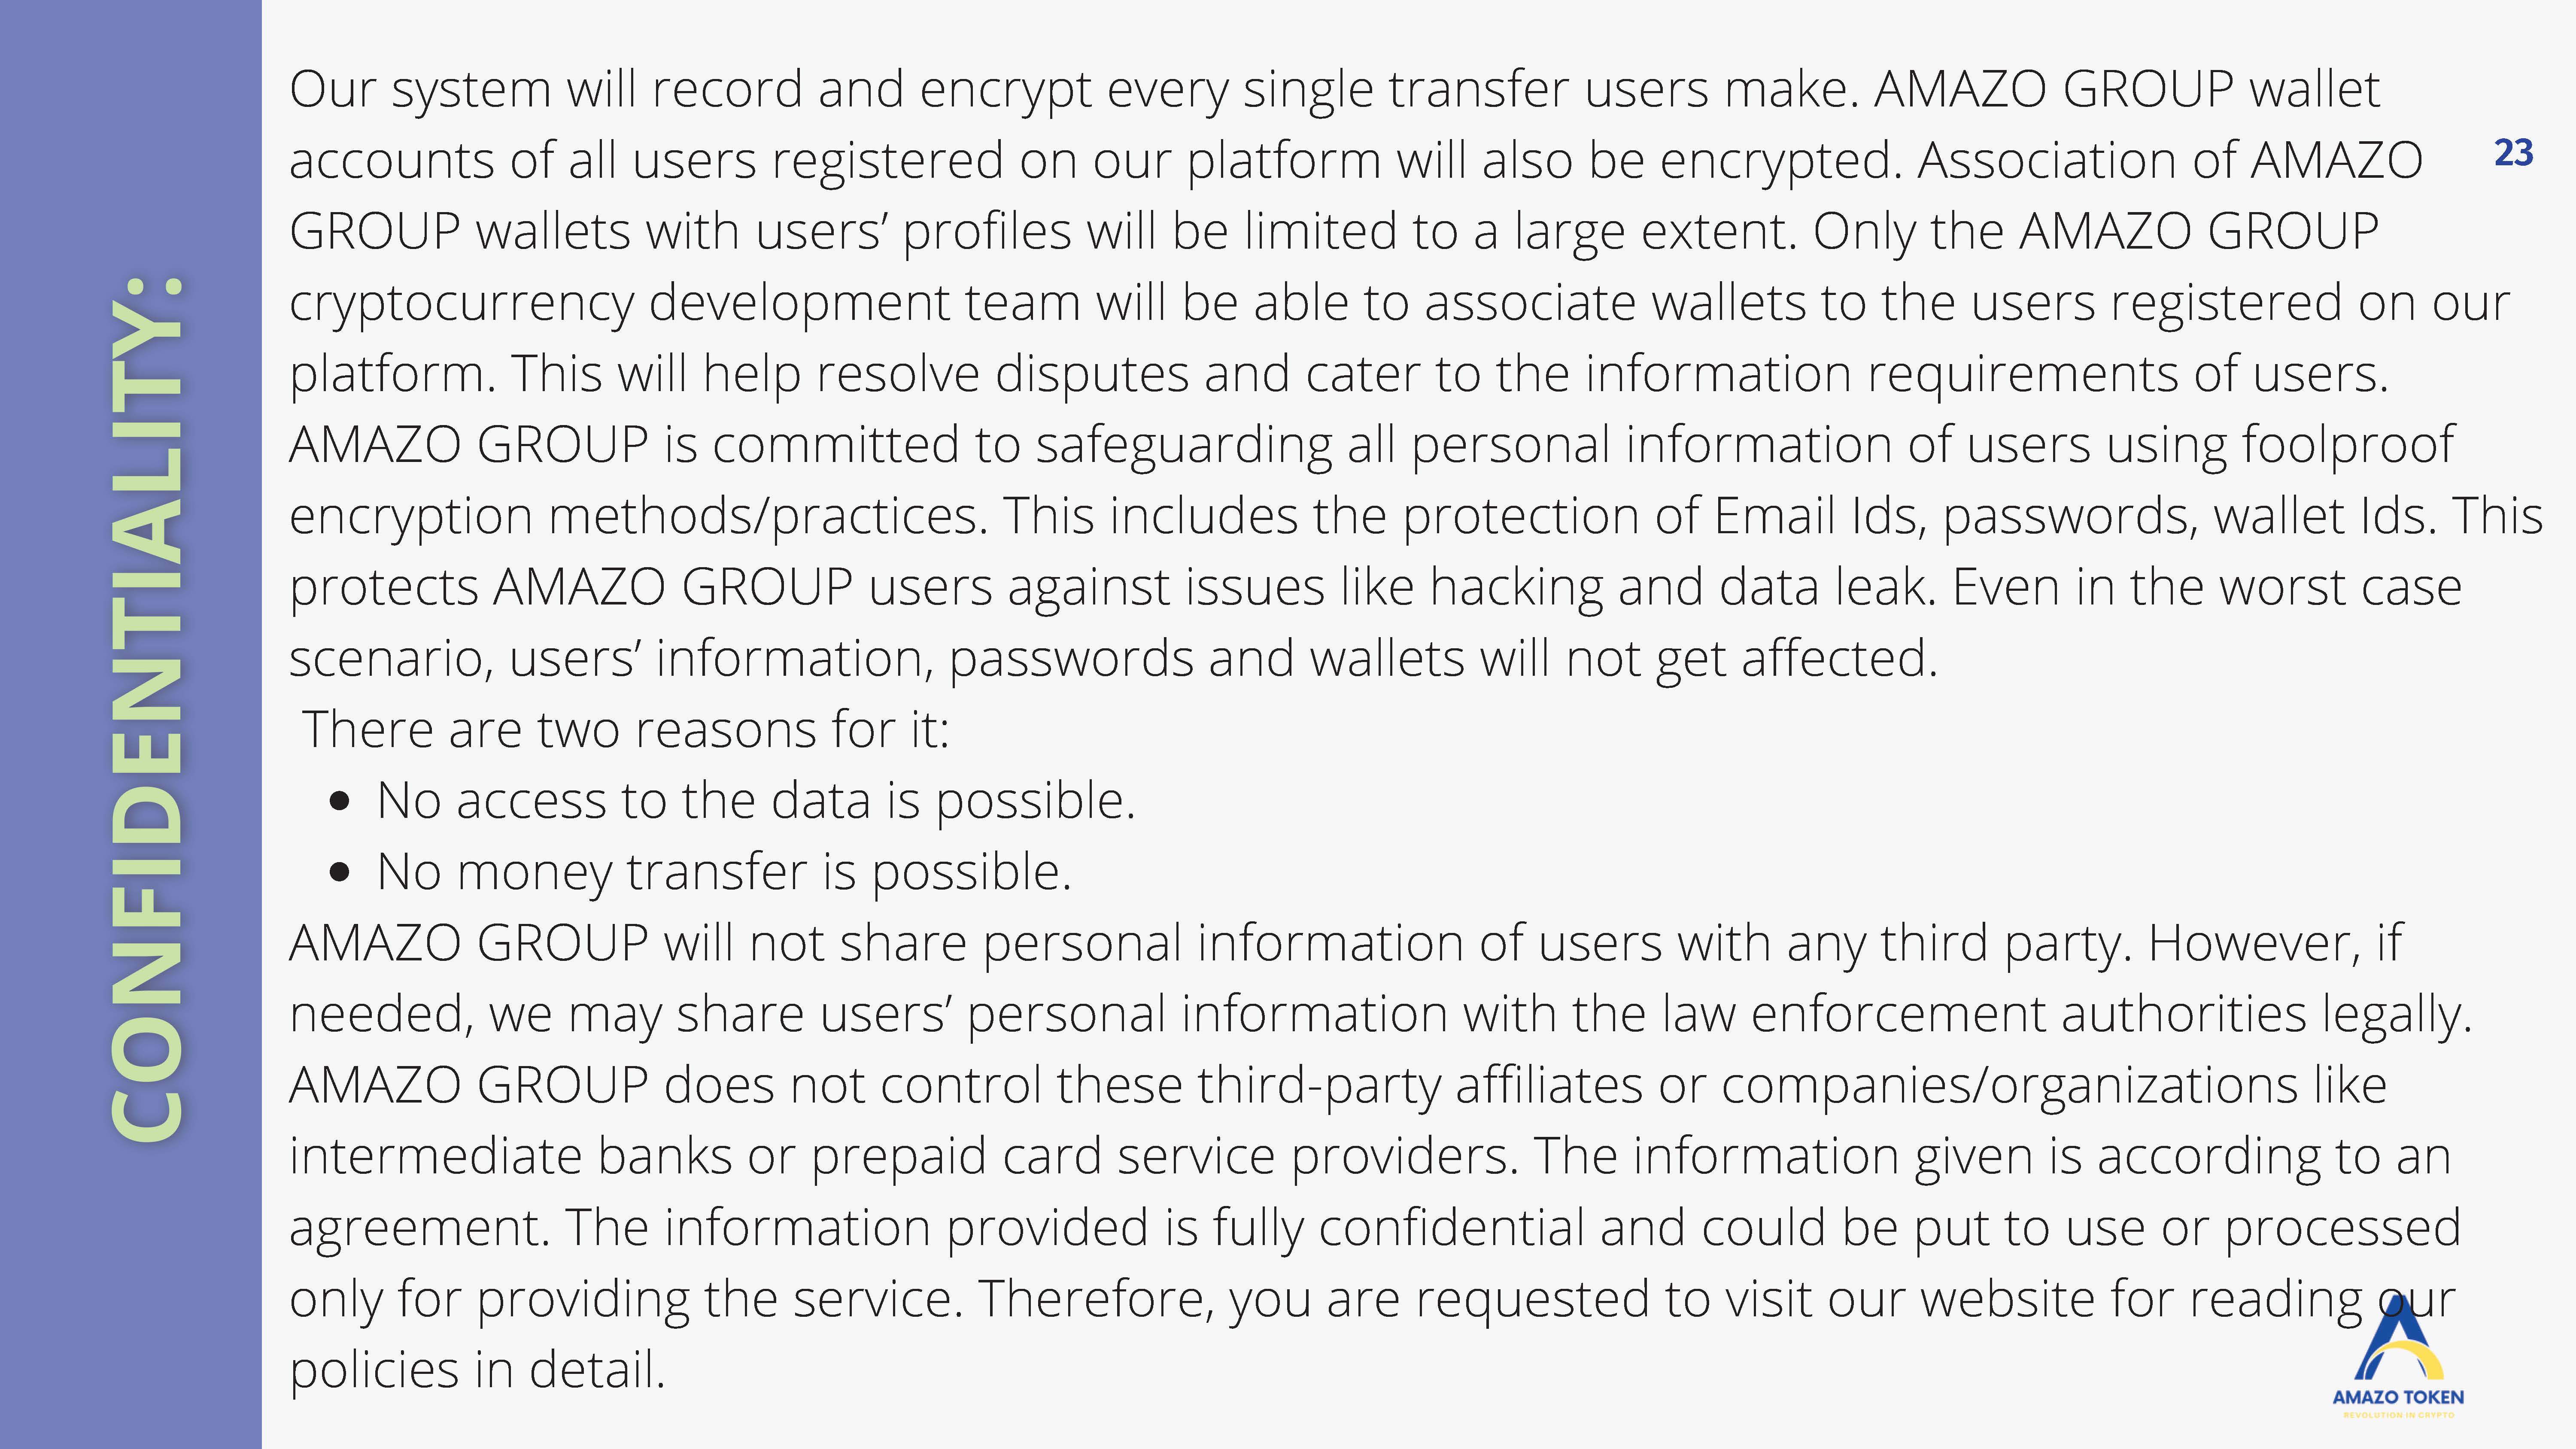 CONFIDENTIALITY:
Our system will record and encrypt every single transfer users make. AMAZO GROUP wallet
accounts of all users registered on our platform will also be encrypted. Association of AMAZO
23
GROUP wallets with users’ profiles will be limited to a large extent. Only the AMAZO GROUP
cryptocurrency development team will be able to associate wallets to the users registered on our
platform. This will help resolve disputes and cater to the information requirements of users.
AMAZO GROUP is committed to safeguarding all personal information of users using foolproof
encryption methods/practices. This includes the protection of Email Ids, passwords, wallet Ids. This
protects AMAZO GROUP users against issues like hacking and data leak. Even in the worst case
scenario, users’ information, passwords and wallets will not get affected.
There are two reasons for it:
• No access to the data is possible.
• No money transfer is possible.
AMAZO GROUP will not share personal information of users with any third party. However, if
needed, we may share users’ personal information with the law enforcement authorities legally.
AMAZO GROUP does not control these third-party affiliates or companies/organizations like
intermediate banks or prepaid card service providers. The information given is according to an
agreement. The information provided is fully confidential and could be put to use or processed
only for providing the service. Therefore, you are requested to visit our website for reading our
policies in detail.
AMAZO TOKEN
REVOLUTION IN CRYPTO